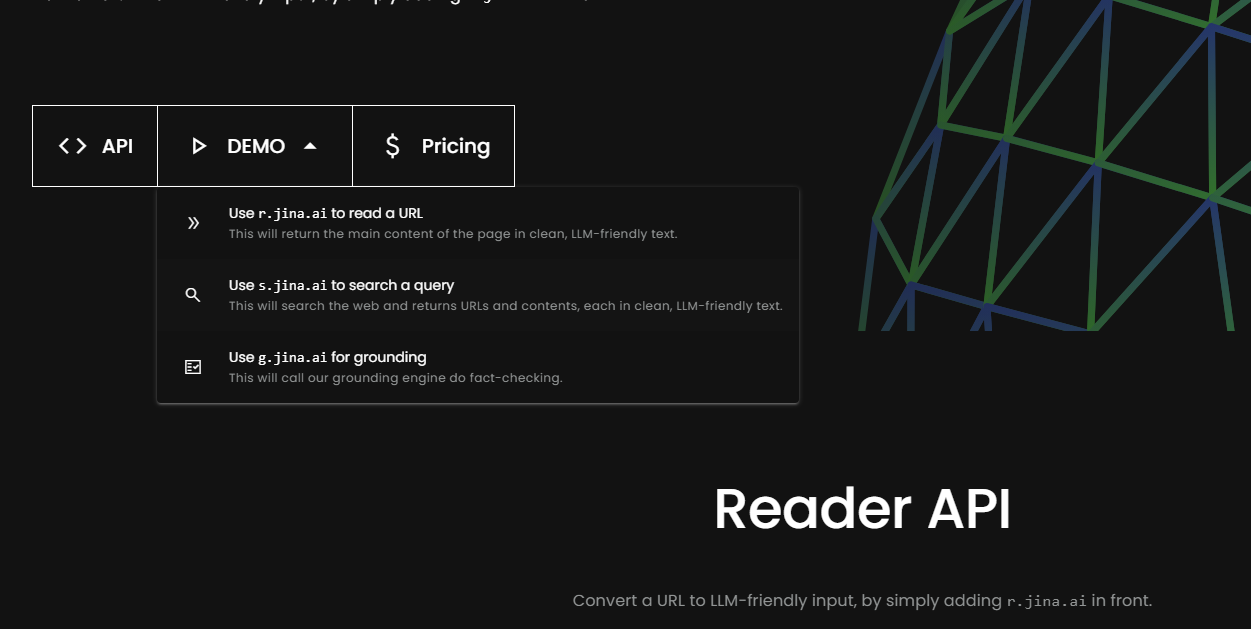 API
DEMO
Pricing
Use r.jina.ai to read a URL
This will return the main content of the page in clean, LLM-friendly text.
Use s.jina.ai to search a query
This will search the web and returns URLs and contents, each in clean, LLM-friendly text.
Use g.jina.ai for grounding
This will call our grounding engine do fact-checking.
Reader API
Convert a URL to LLM-friendly input, by simply adding r.jina.ai in front.